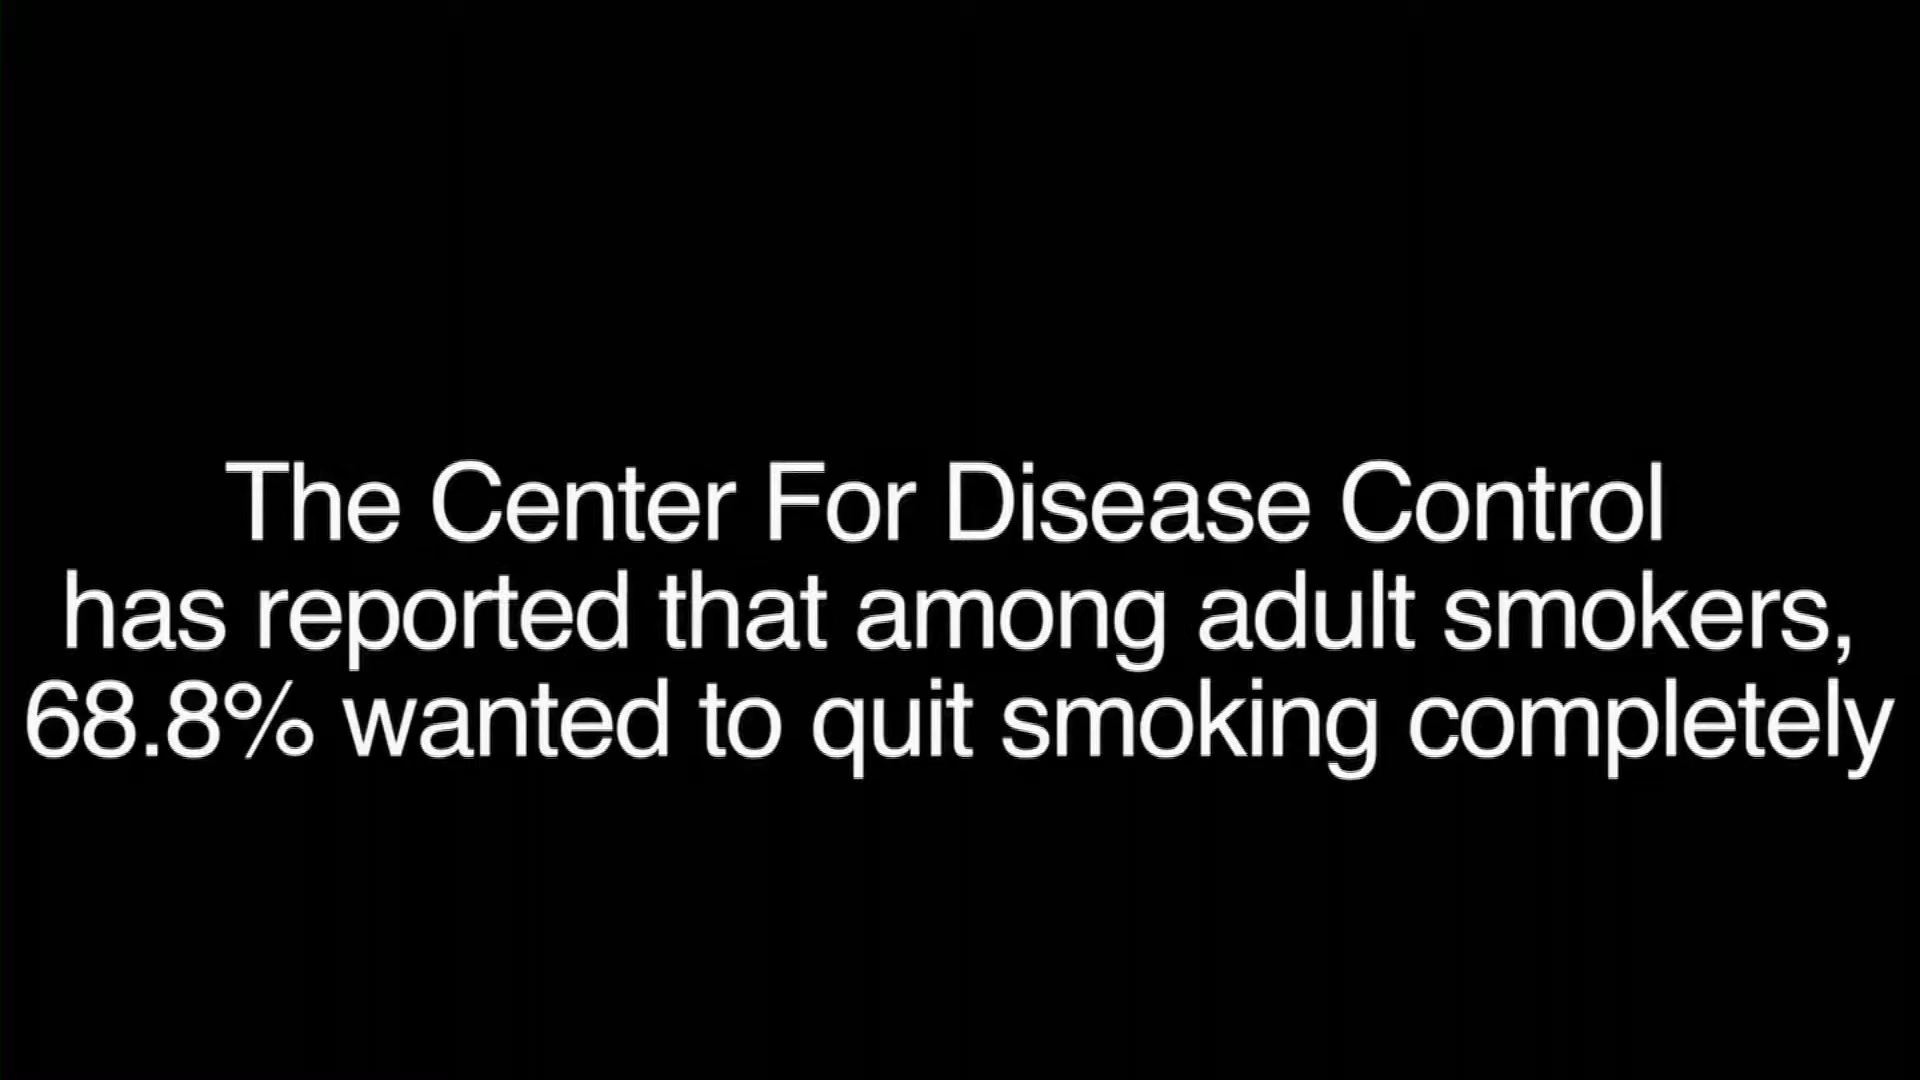 The Center For Disease Control
has reported that among adult smokers,
68.8% wanted to quit smoking completely